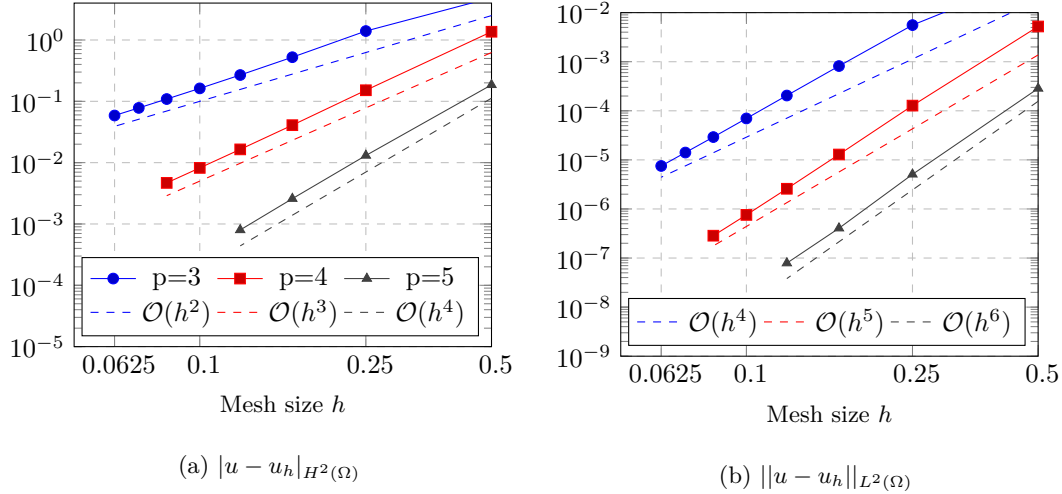 10^0
10^−1
10^−2
10^−3
10^−4
10^−5
p=3 p=4 p=5
O(h^2) O(h^3) O(h^4)
0.0625 0.1 0.25 0.5
Mesh size h
(a) |u − u_h|_{H^2(Ω)}
10^−2
10^−3
10^−4
10^−5
10^−6
10^−7
10^−8
10^−9
O(h^4) O(h^5) O(h^6)
0.0625 0.1 0.25 0.5
Mesh size h
(b) ||u − u_h||_{L^2(Ω)}